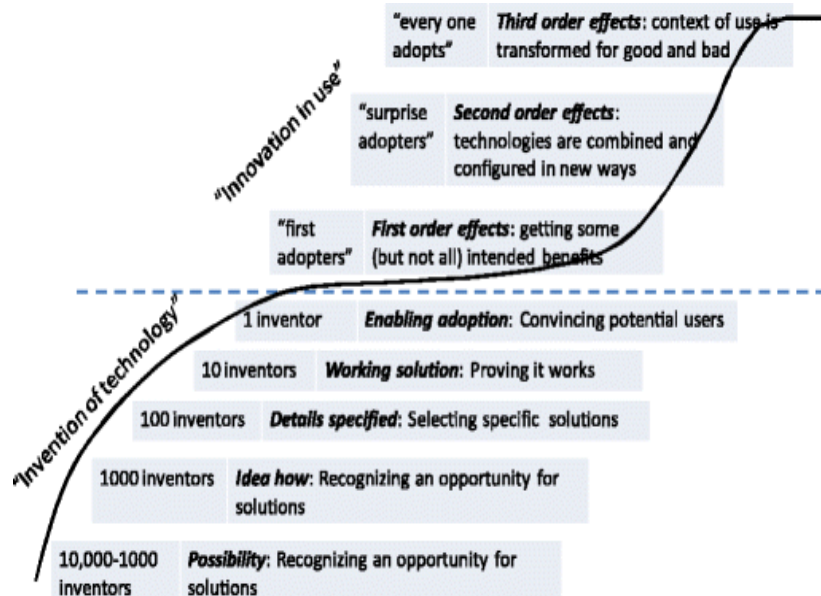 “every one adopts” Third order effects: context of use is
transformed for good and bad
“surprise adopters” Second order effects:
technologies are combined and
configured in new ways
“Innovation in use”
“first adopters” First order effects: getting some
(but not all) intended benefits
1 inventor Enabling adoption: Convincing potential users
10 inventors Working solution: Proving it works
100 inventors Details specified: Selecting specific solutions
1000 inventors Idea how: Recognizing an opportunity for
solutions
10,000-1000 inventors Possibility: Recognizing an opportunity for
solutions
“Invention of technology”